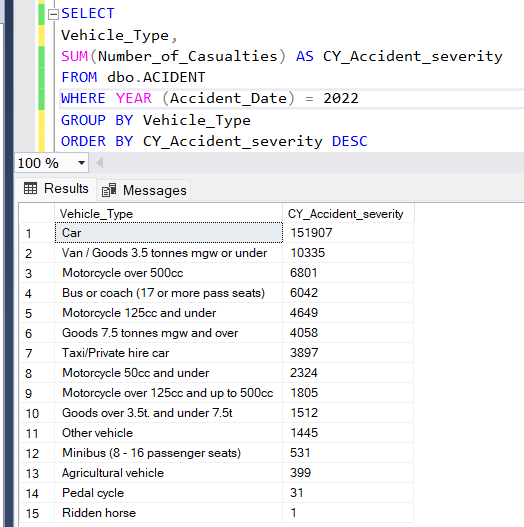 SELECT
Vehicle_Type,
SUM(Number_of_Casualties) AS CY_Accident_severity
FROM dbo.ACIDENT
WHERE YEAR (Accident_Date) = 2022
GROUP BY Vehicle_Type
ORDER BY CY_Accident_severity DESC
100 %
Results Messages
Vehicle_Type CY_Accident_severity
1 Car 151907
2 Van / Goods 3.5 tonnes mgw or under 10335
3 Motorcycle over 500cc 6801
4 Bus or coach (17 or more pass seats) 6042
5 Motorcycle 125cc and under 4649
6 Goods 7.5 tonnes mgw and over 4058
7 Taxi/Private hire car 3897
8 Motorcycle 50cc and under 2324
9 Motorcycle over 125cc and up to 500cc 1805
10 Goods over 3.5t. and under 7.5t 1512
11 Other vehicle 1445
12 Minibus (8 - 16 passenger seats) 531
13 Agricultural vehicle 399
14 Pedal cycle 31
15 Ridden horse 1